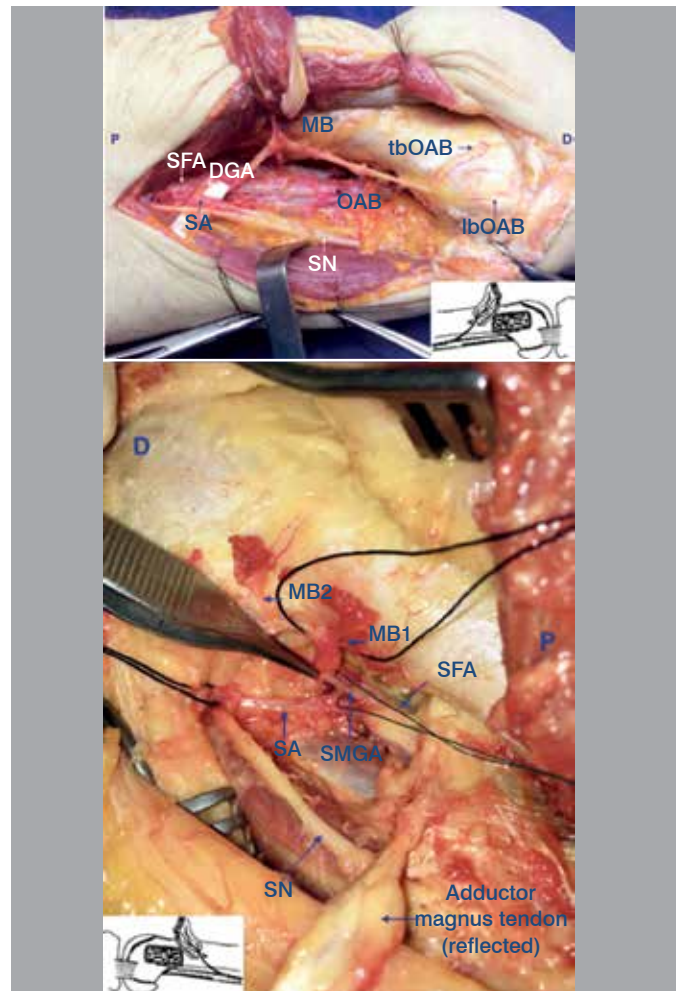 MB
P
tbOAB
D
SFA
DGA
OAB
SA
lbOAB
SN
D
MB2
MB1
P
SFA
SA
SMGA
SN
Adductor
magnus tendon
(reflected)